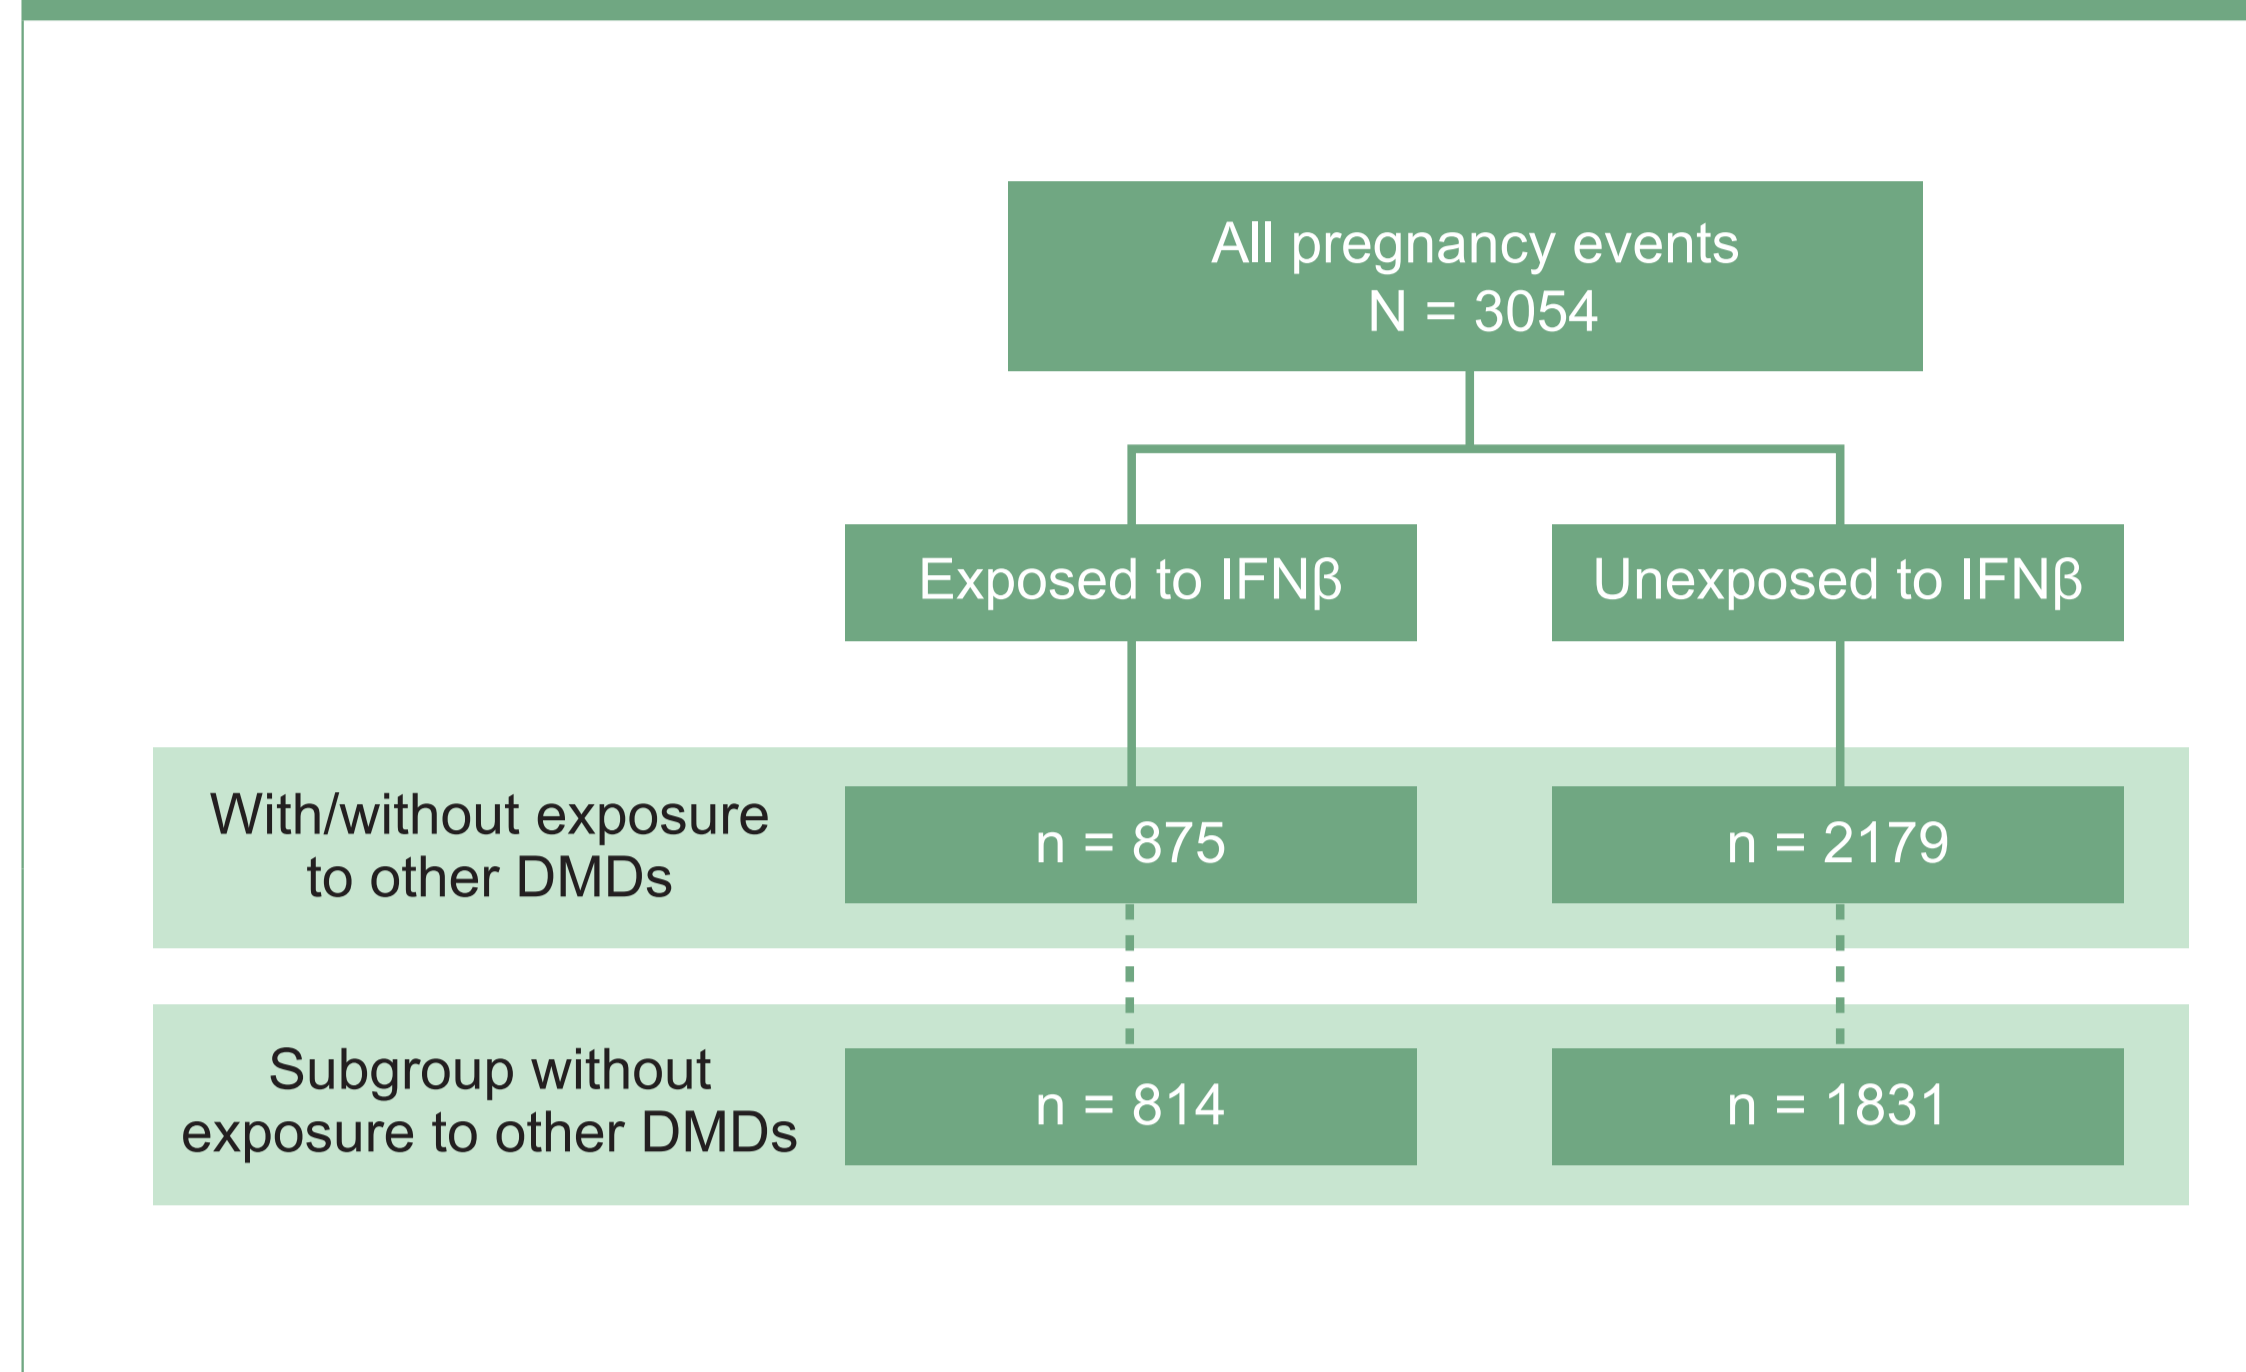 All pregnancy events
N = 3054
Exposed to IFNβ
Unexposed to IFNβ
With/without exposure
to other DMDs
n = 875
n = 2179
Subgroup without
exposure to other DMDs
n = 814
n = 1831